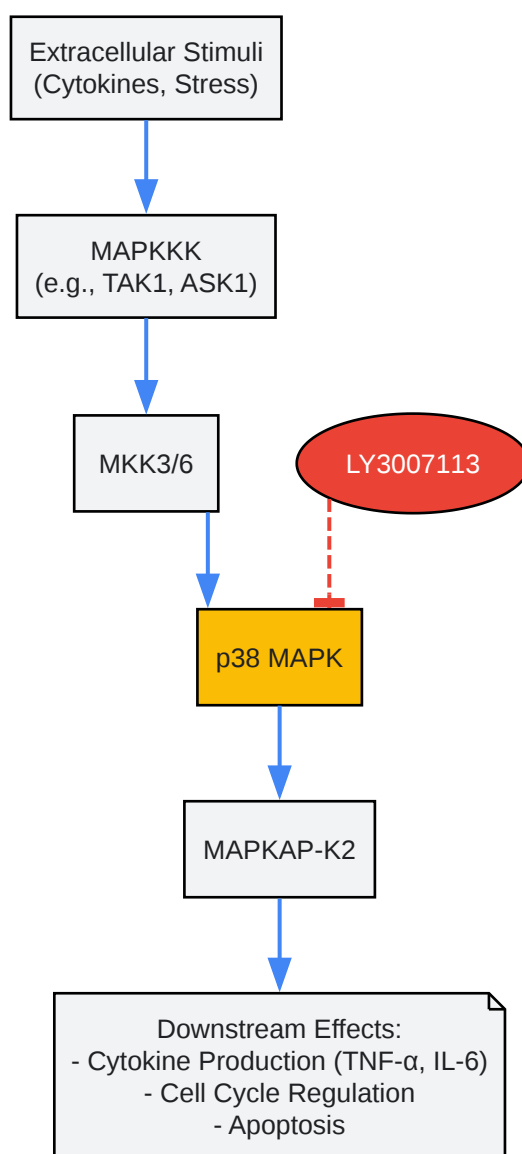 Extracellular Stimuli
(Cytokines, Stress)
MAPKKK
(e.g., TAK1, ASK1)
MKK3/6
LY3007113
p38 MAPK
MAPKAP-K2
Downstream Effects:
- Cytokine Production (TNF-α, IL-6)
- Cell Cycle Regulation
- Apoptosis